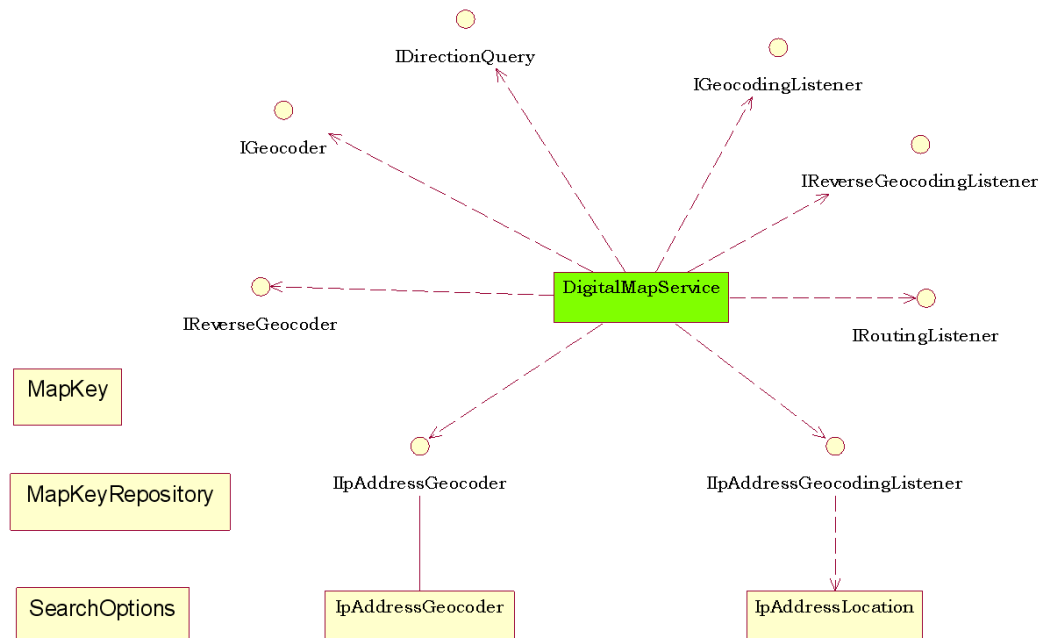 IDirectionQuery
IGeocodingListener
IGeocoder
IReverseGeocodingListener
DigitalMapService
IReverseGeocoder
IRoutingListener
MapKey
IIpAddressGeocoder
IIpAddressGeocodingListener
MapKeyRepository
SearchOptions
IpAddressGeocoder
IpAddressLocation